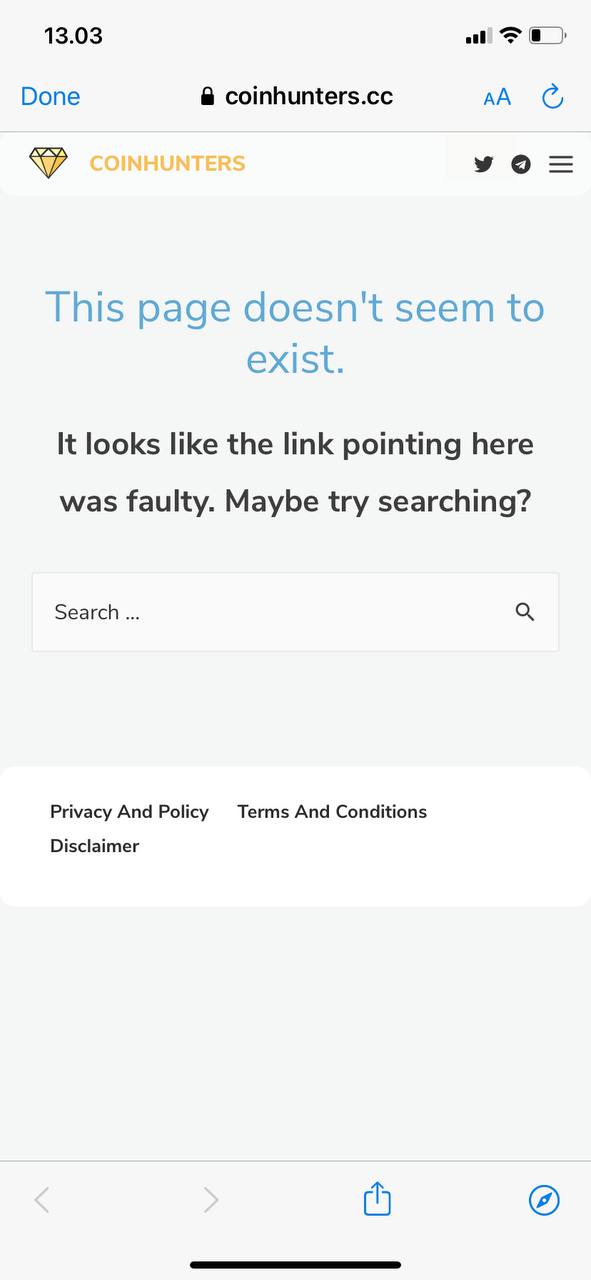 13.03
Done
coinhunters.cc
AA
COINHUNTERS
This page doesn't seem to
exist.
It looks like the link pointing here
was faulty. Maybe try searching?
Search ...
Privacy And Policy Terms And Conditions
Disclaimer